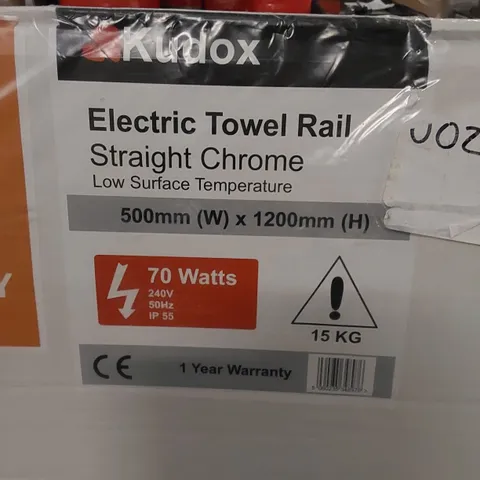 Kudox
Electric Towel Rail
Straight Chrome
Low Surface Temperature
500mm (W) x 1200mm (H)
70 Watts
240V
50Hz
IP 55
15 KG
CE
1 Year Warranty
Y